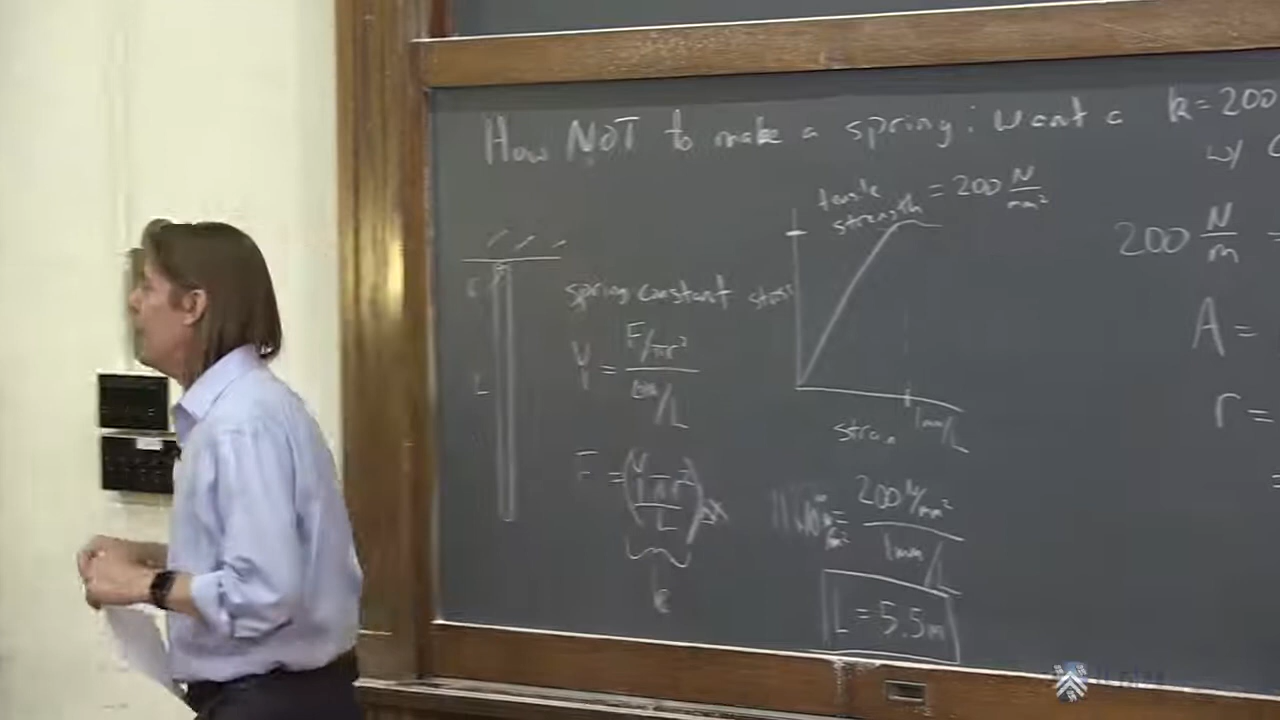 How NOT to make a spring: Want a k = 200
w/
tensile strength = 200 N/mm²
200 N/m
spring constant
stress
Y = (F/πr²) / (Δx/L)
A =
L
r =
strain
1mm/L
F = (Yπr²/L) Δx
= 200 N/mm² / 1mm/L
k
L = 5.5m